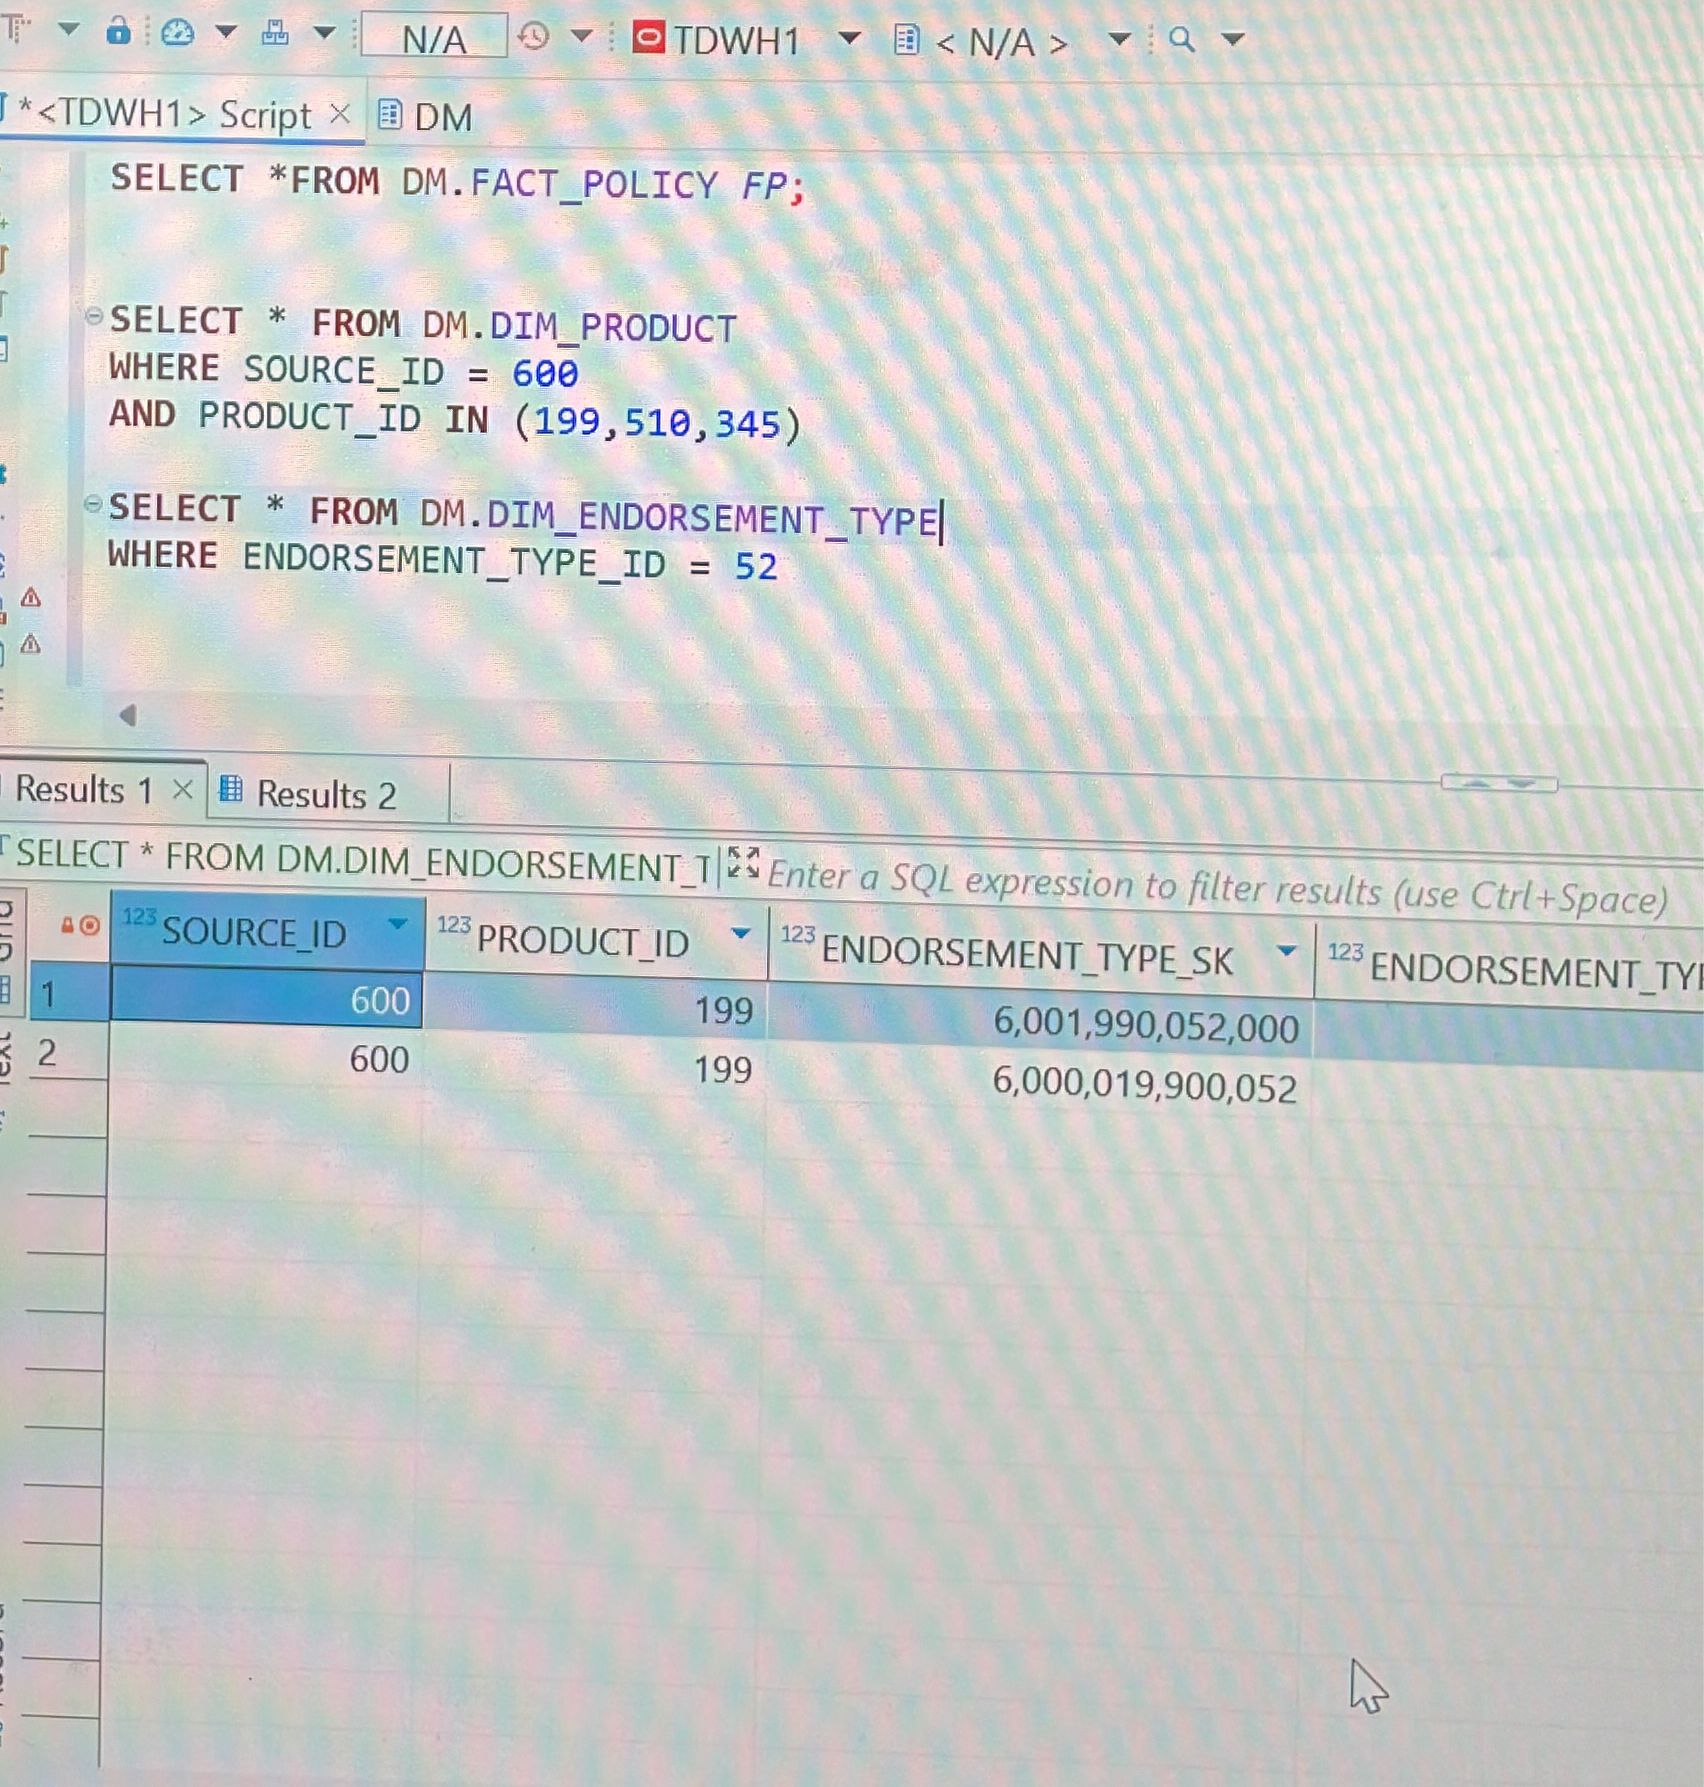 N/A TDWH1 < N/A >
*<TDWH1> Script × DM
SELECT *FROM DM.FACT_POLICY FP;
SELECT * FROM DM.DIM_PRODUCT
WHERE SOURCE_ID = 600
AND PRODUCT_ID IN (199,510,345)
SELECT * FROM DM.DIM_ENDORSEMENT_TYPE
WHERE ENDORSEMENT_TYPE_ID = 52
Results 1 × Results 2
SELECT * FROM DM.DIM_ENDORSEMENT_T Enter a SQL expression to filter results (use Ctrl+Space)
123 SOURCE_ID 123 PRODUCT_ID 123 ENDORSEMENT_TYPE_SK 123 ENDORSEMENT_TY
1 600 199 6,001,990,052,000
2 600 199 6,000,019,900,052